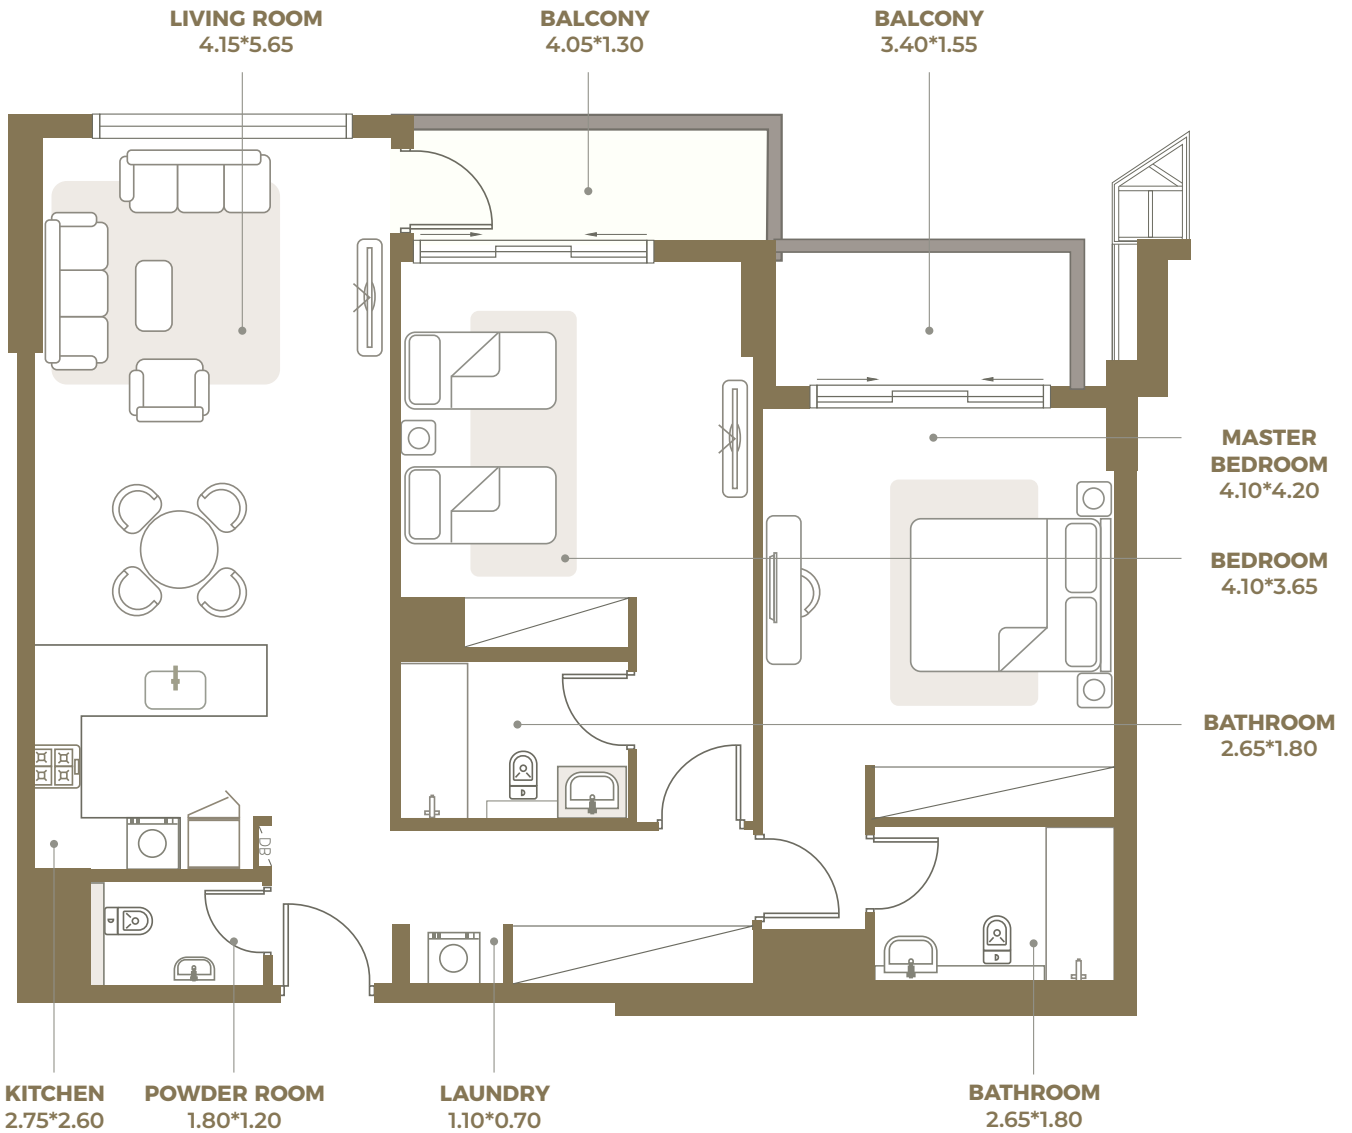 LIVING ROOM
4.15*5.65
BALCONY
4.05*1.30
BALCONY
3.40*1.55
MASTER
BEDROOM
4.10*4.20
BEDROOM
4.10*3.65
BATHROOM
2.65*1.80
DB
KITCHEN
2.75*2.60
POWDER ROOM
1.80*1.20
LAUNDRY
1.10*0.70
BATHROOM
2.65*1.80